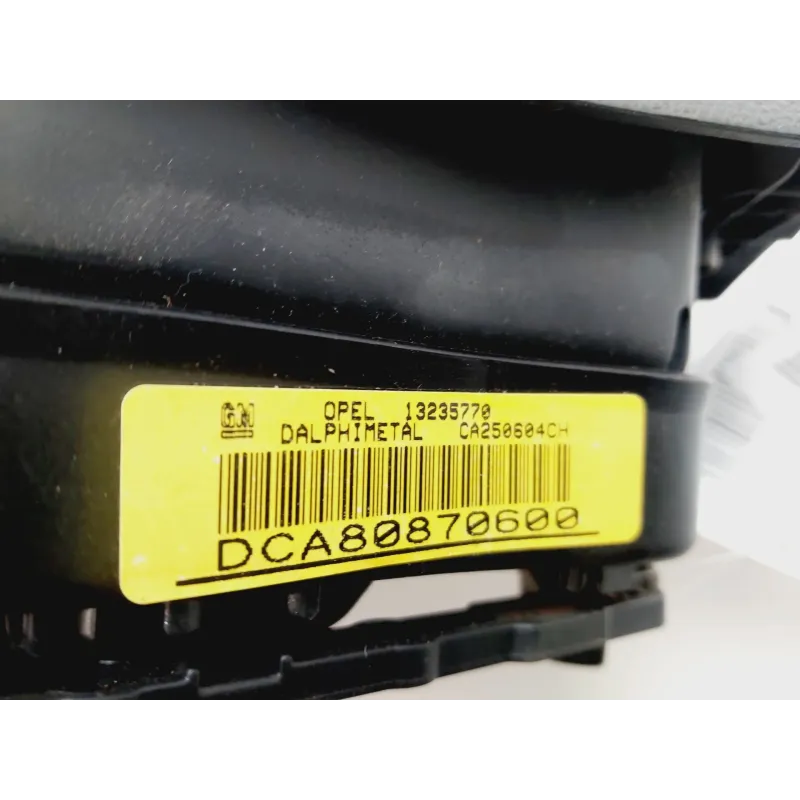 GM OPEL 13235770
DALPHIMETAL CA250604CH
DCA80870600